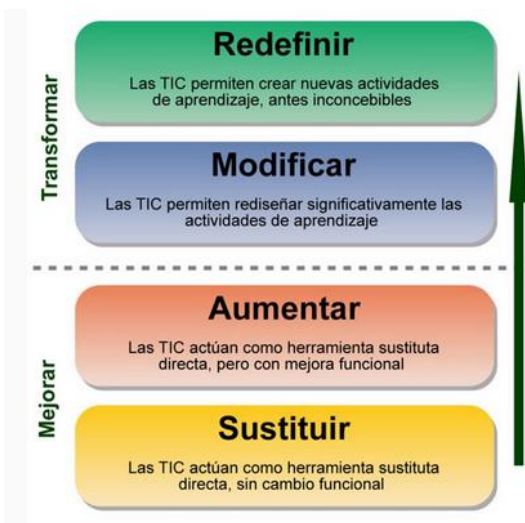 Transformar
Redefinir
Las TIC permiten crear nuevas actividades
de aprendizaje, antes inconcebibles
Modificar
Las TIC permiten rediseñar significativamente las
actividades de aprendizaje
Mejorar
Aumentar
Las TIC actúan como herramienta sustituta
directa, pero con mejora funcional
Sustituir
Las TIC actúan como herramienta sustituta
directa, sin cambio funcional